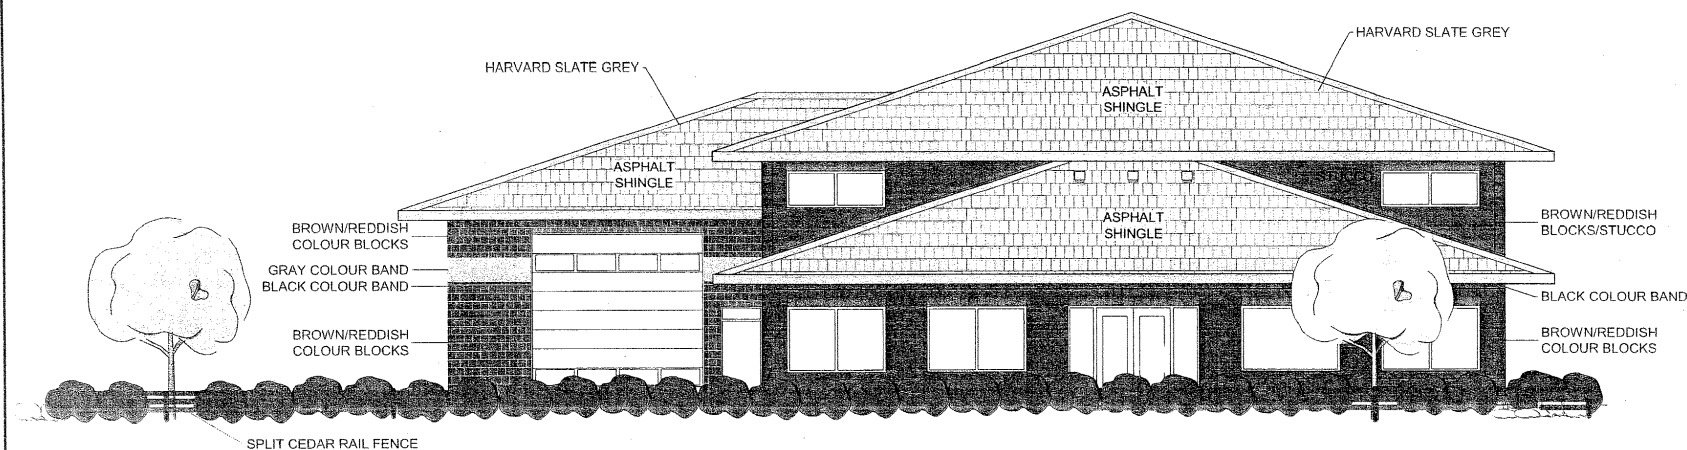 HARVARD SLATE GREY
HARVARD SLATE GREY
ASPHALT
SHINGLE
ASPHALT
SHINGLE
ASPHALT
SHINGLE
BROWN/REDDISH
COLOUR BLOCKS
GRAY COLOUR BAND
BLACK COLOUR BAND
BROWN/REDDISH
COLOUR BLOCKS
BROWN/REDDISH
BLOCKS/STUCCO
BLACK COLOUR BAND
BROWN/REDDISH
COLOUR BLOCKS
SPLIT CEDAR RAIL FENCE